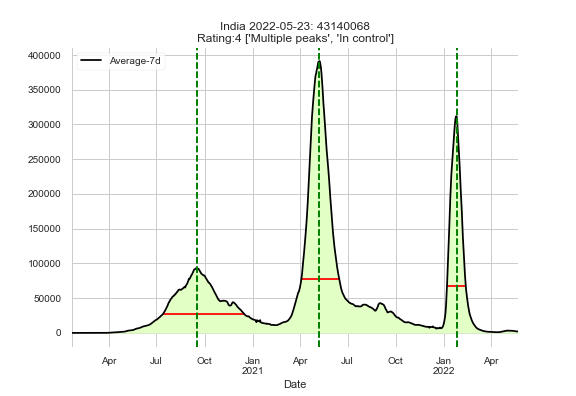 India 2022-05-23: 43140068
Rating:4 ['Multiple peaks', 'In control']
Average-7d
400000
350000
300000
250000
200000
150000
100000
50000
0
Apr Jul Oct Jan Apr Jul Oct Jan Apr
2021 2022
Date